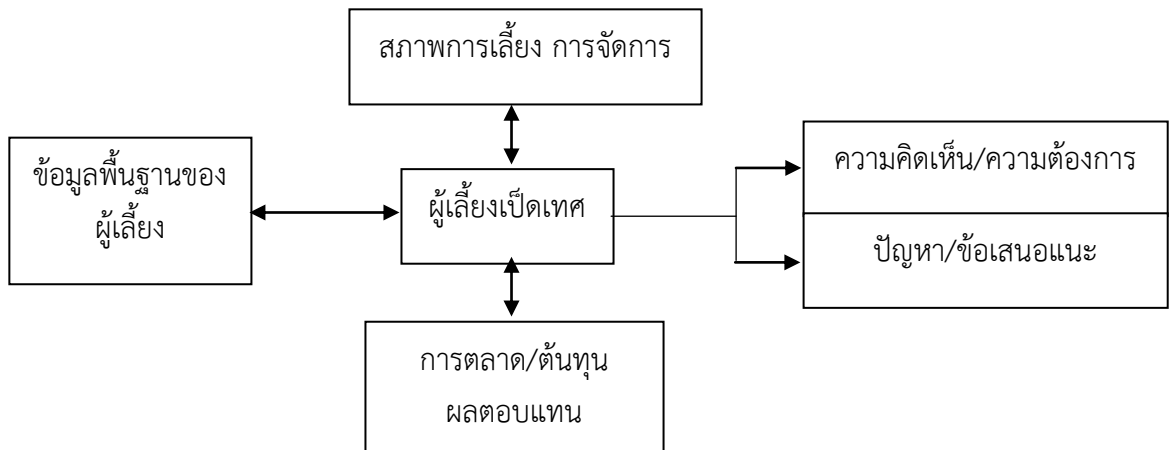 สภาพการเลี้ยง การจัดการ
ข้อมูลพื้นฐานของ
ผู้เลี้ยง
ผู้เลี้ยงเป็ดเทศ
ความคิดเห็น/ความต้องการ
ปัญหา/ข้อเสนอแนะ
การตลาด/ต้นทุน
ผลตอบแทน